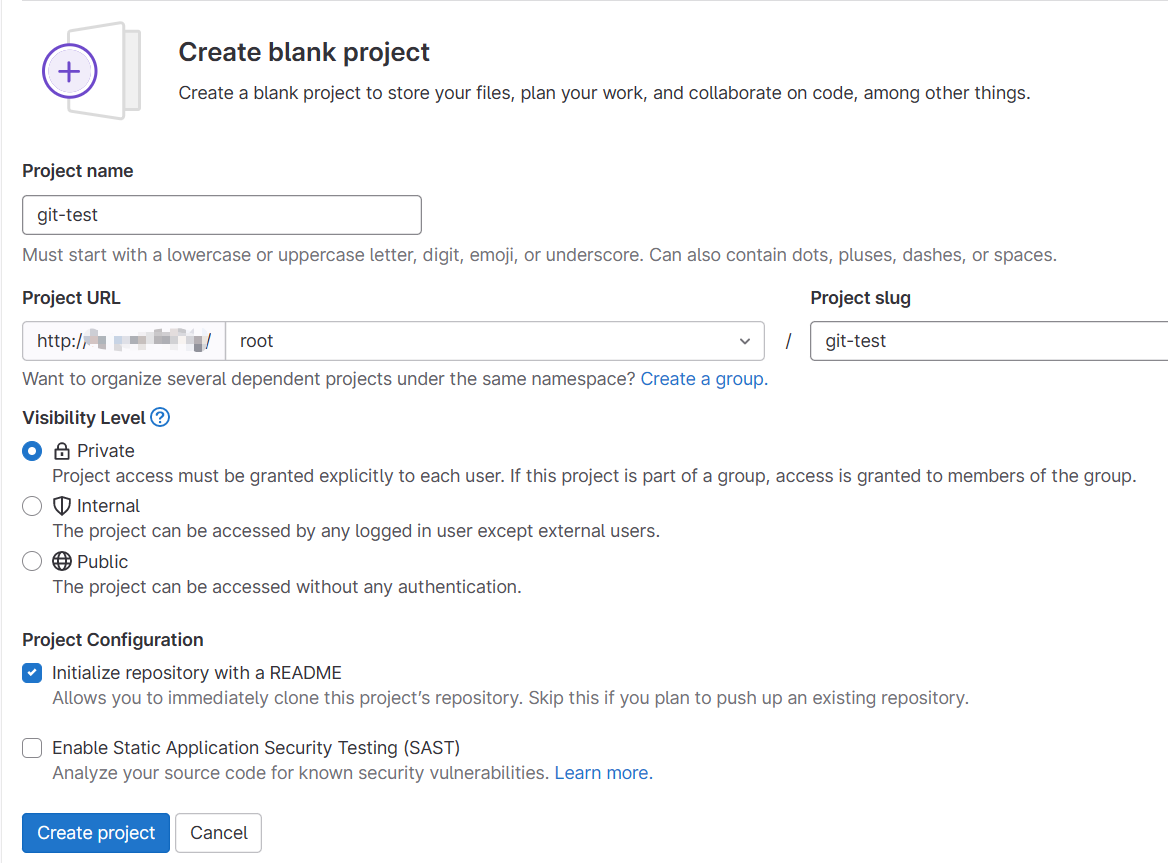 Create blank project
Create a blank project to store your files, plan your work, and collaborate on code, among other things.
Project name
git-test
Must start with a lowercase or uppercase letter, digit, emoji, or underscore. Can also contain dots, pluses, dashes, or spaces.
Project URL
Project slug
http:// / root / git-test
Want to organize several dependent projects under the same namespace? Create a group.
Visibility Level
Private
Project access must be granted explicitly to each user. If this project is part of a group, access is granted to members of the group.
Internal
The project can be accessed by any logged in user except external users.
Public
The project can be accessed without any authentication.
Project Configuration
Initialize repository with a README
Allows you to immediately clone this project's repository. Skip this if you plan to push up an existing repository.
Enable Static Application Security Testing (SAST)
Analyze your source code for known security vulnerabilities. Learn more.
Create project Cancel